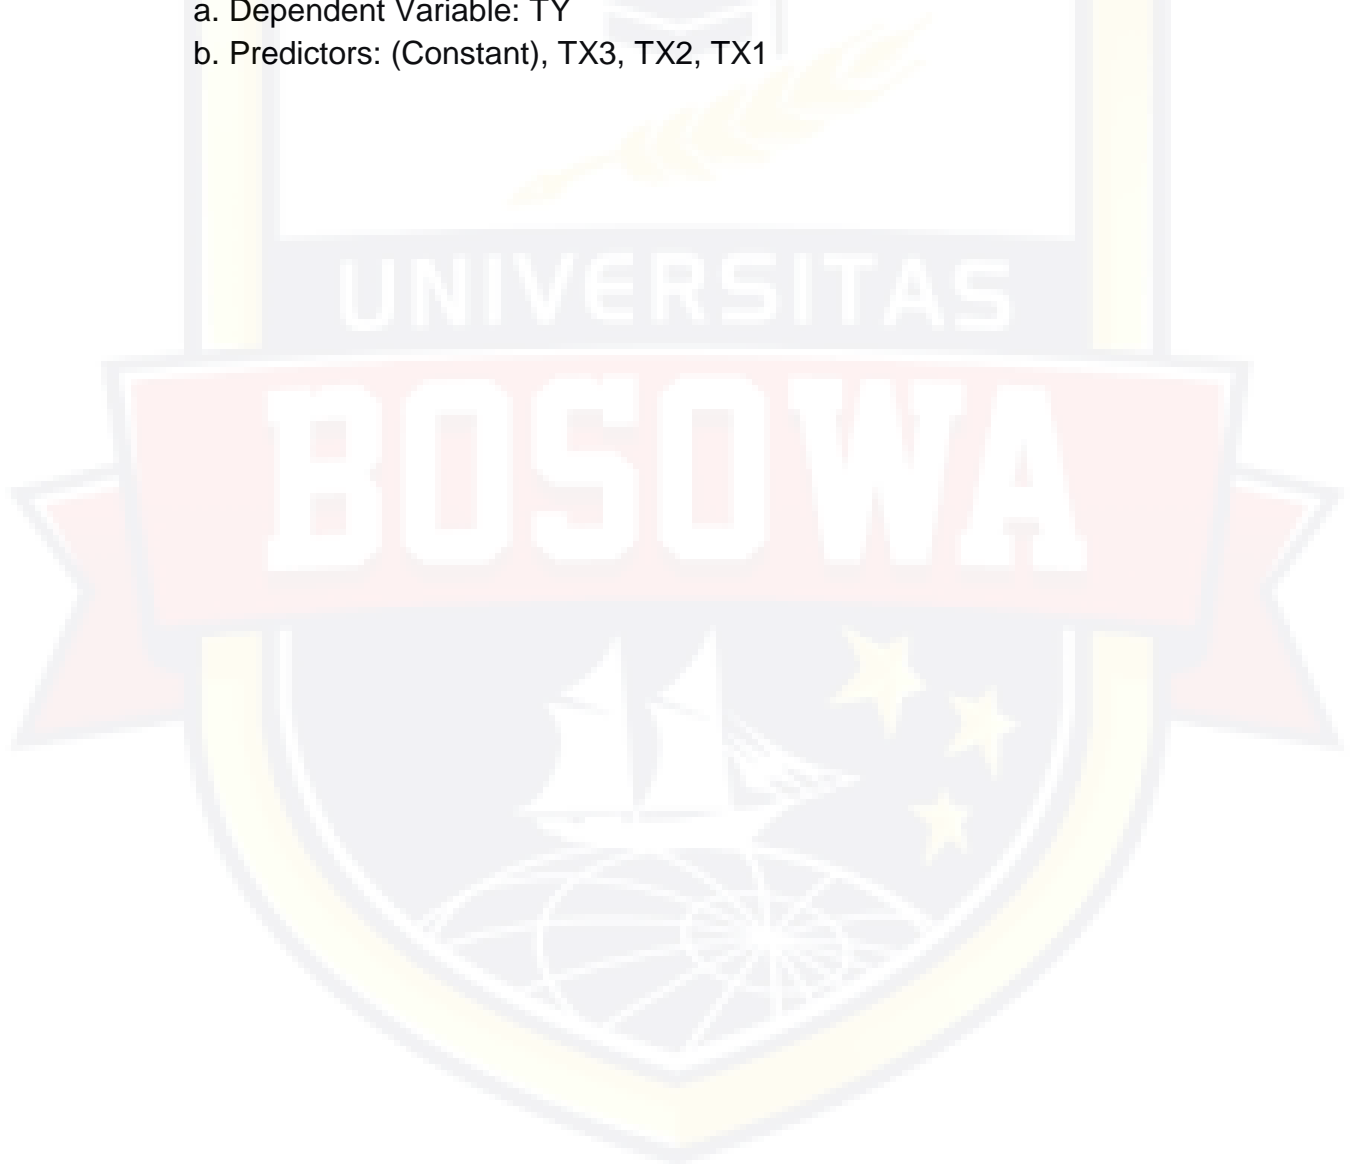 a. Dependent Variable: TY
b. Predictors: (Constant), TX3, TX2, TX1
UNIVERSITAS
BOSOWA